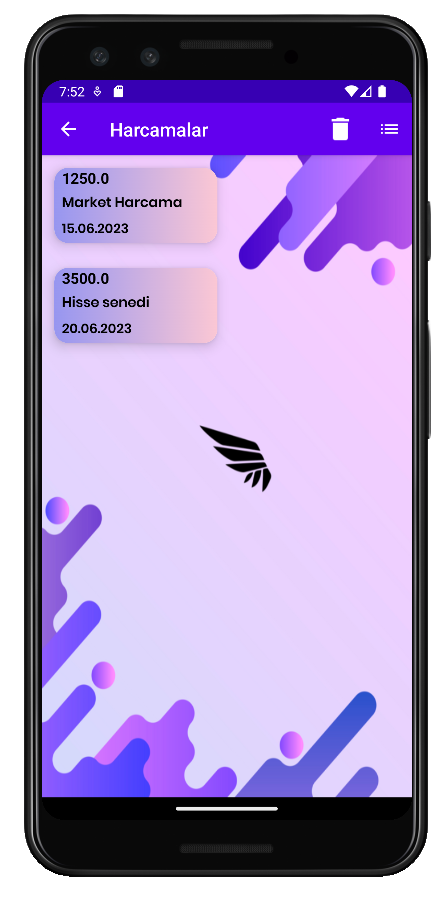 7:52
Harcamalar
1250.0
Market Harcama
15.06.2023
3500.0
Hisse senedi
20.06.2023